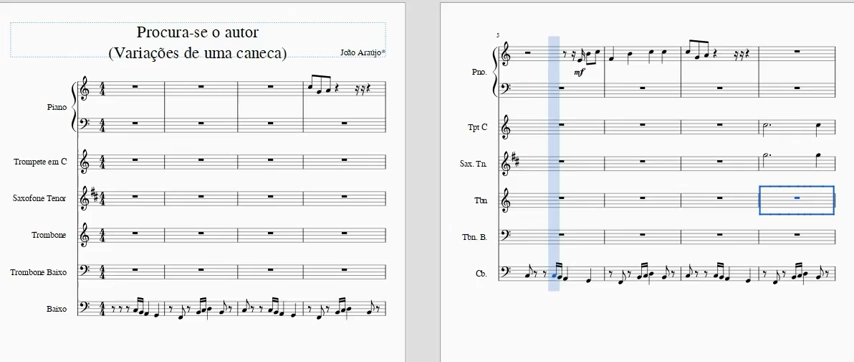 Procura-se o autor
(Variações de uma caneca)
João Araújo*
Piano
Trompete em C
Saxofone Tenor
Trombone
Trombone Baixo
Baixo
5
Pno.
mf
Tpt C
Sax. Tn.
Tbn
Tbn. B.
Cb.